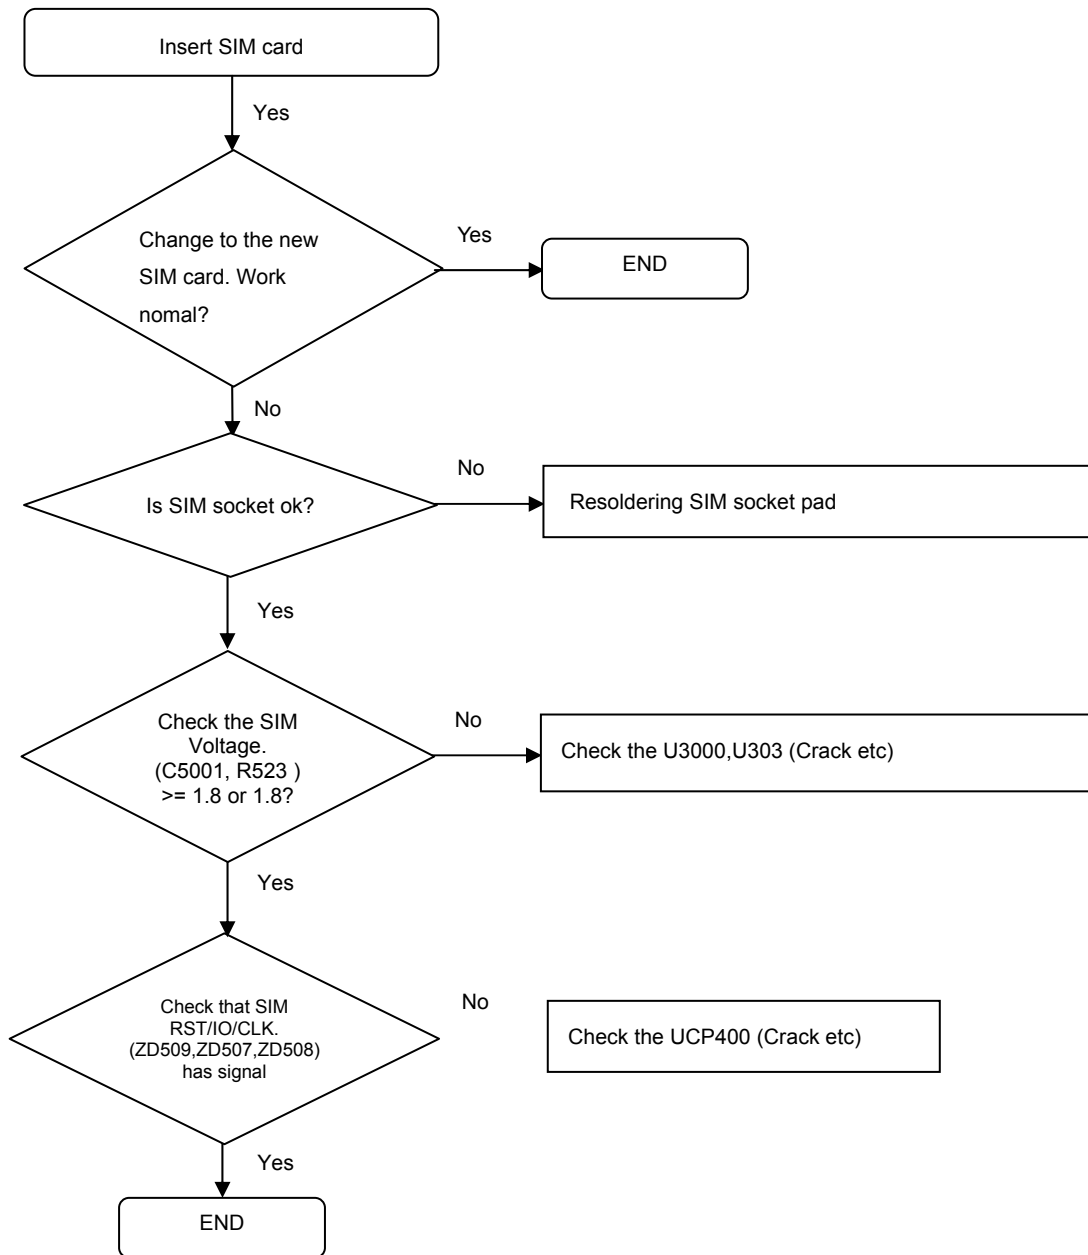 Insert SIM card
Yes
Change to the new
SIM card. Work
nomal?
Yes
END
No
Is SIM socket ok?
No
Resoldering SIM socket pad
Yes
Check the SIM
Voltage.
(C5001, R523 )
>= 1.8 or 1.8?
No
Check the U3000,U303 (Crack etc)
Yes
Check that SIM
RST/IO/CLK.
(ZD509,ZD507,ZD508)
has signal
No
Check the UCP400 (Crack etc)
Yes
END